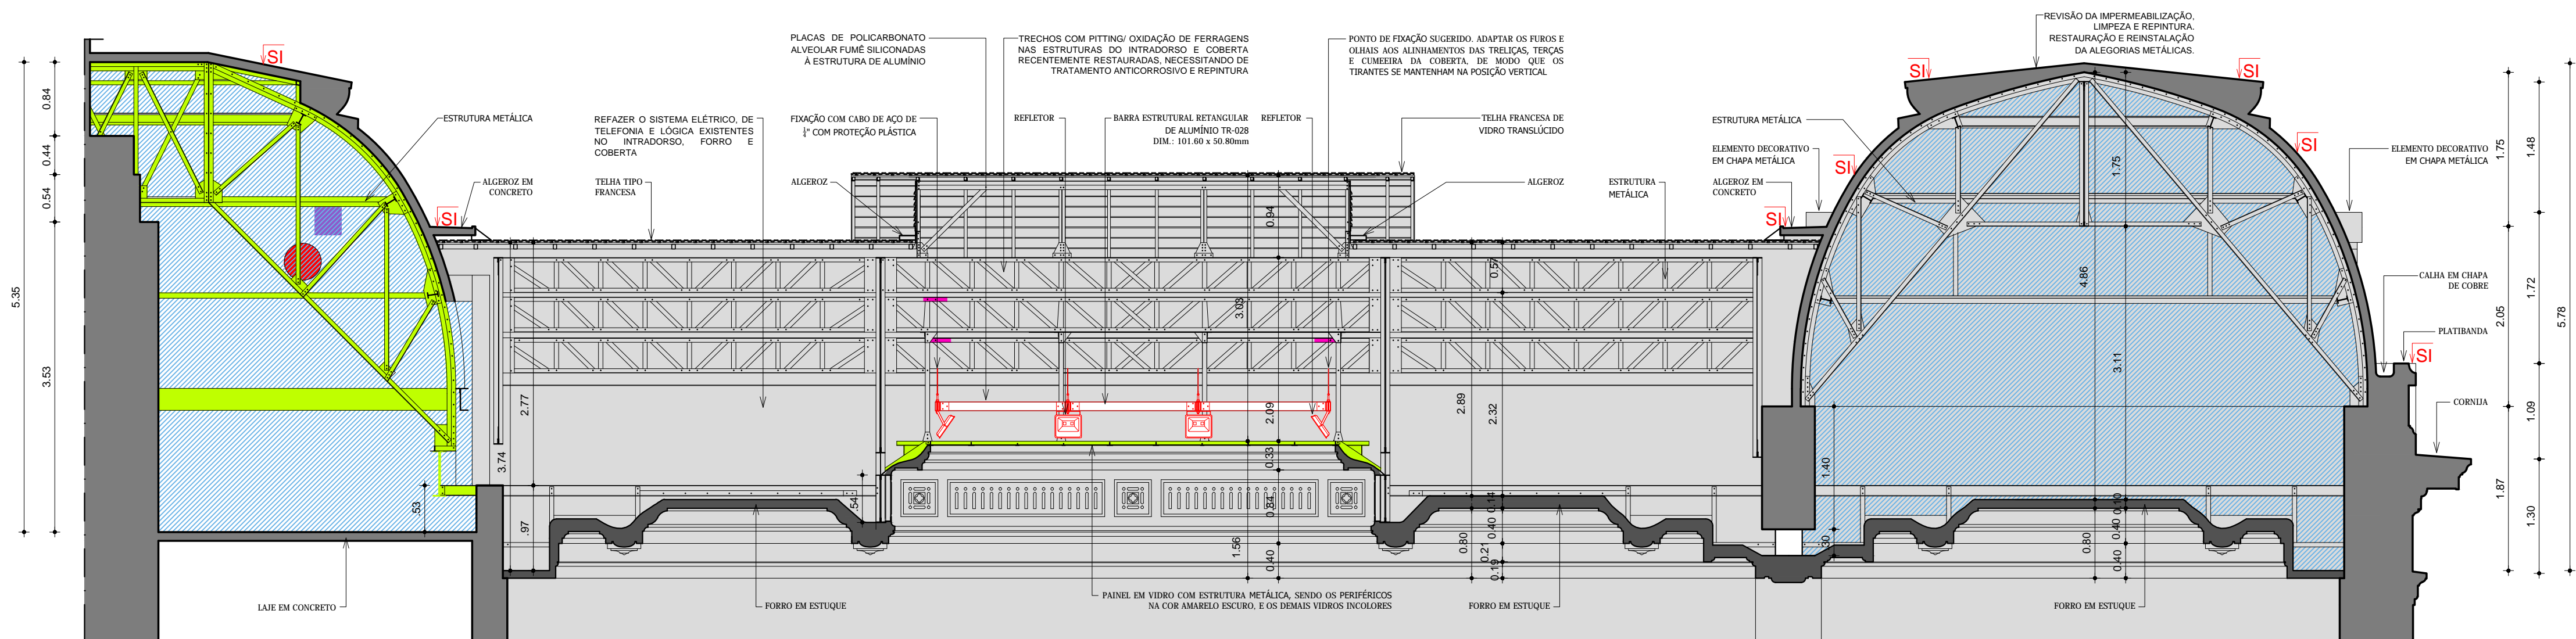 PLACAS DE POLICARBONATO
ALVEOLAR FUMÊ SILICONADAS
À ESTRUTURA DE ALUMÍNIO
TRECHOS COM PITTING/ OXIDAÇÃO DE FERRAGENS
NAS ESTRUTURAS DO INTRADORSO E COBERTA
RECENTEMENTE RESTAURADAS, NECESSITANDO DE
TRATAMENTO ANTICORROSIVO E REPINTURA
PONTO DE FIXAÇÃO SUGERIDO. ADAPTAR OS FUROS E
OLHAIS AOS ALINHAMENTOS DAS TRELIÇAS, TERÇAS
E CUMEEIRA DA COBERTA, DE MODO QUE OS
TIRANTES SE MANTENHAM NA POSIÇÃO VERTICAL
REVISÃO DA IMPERMEABILIZAÇÃO,
LIMPEZA E REPINTURA.
RESTAURAÇÃO E REINSTALAÇÃO
DA ALEGORIAS METÁLICAS.
SI
SI
SI
ESTRUTURA METÁLICA
REFAZER O SISTEMA ELÉTRICO, DE
TELEFONIA E LÓGICA EXISTENTES
NO INTRADORSO, FORRO E
COBERTA
FIXAÇÃO COM CABO DE AÇO DE
¼" COM PROTEÇÃO PLÁSTICA
REFLETOR
BARRA ESTRUTURAL RETANGULAR
DE ALUMÍNIO TR-028
DIM.: 101.60 x 50.80mm
REFLETOR
TELHA FRANCESA DE
VIDRO TRANSLÚCIDO
ESTRUTURA METÁLICA
ELEMENTO DECORATIVO
EM CHAPA METÁLICA
SI
SI
ELEMENTO DECORATIVO
EM CHAPA METÁLICA
ALGEROZ EM
CONCRETO
TELHA TIPO
FRANCESA
ALGEROZ
ALGEROZ
ESTRUTURA
METÁLICA
ALGEROZ EM
CONCRETO
SI
SI
CALHA EM CHAPA
DE COBRE
PLATIBANDA
SI
CORNIJA
5.35
0.84
0.44
0.54
3.53
.53
3.74
2.77
.97
.54
0.94
3.03
2.09
0.33
0.84
1.56
0.40
0.57
2.89
2.32
0.14
0.40
0.80
0.21
0.19
1.40
.30
1.75
4.86
3.11
0.10
0.40
0.80
0.40
1.75
2.05
1.87
1.48
1.72
1.09
1.30
5.78
LAJE EM CONCRETO
FORRO EM ESTUQUE
PAINEL EM VIDRO COM ESTRUTURA METÁLICA, SENDO OS PERIFÉRICOS
NA COR AMARELO ESCURO, E OS DEMAIS VIDROS INCOLORES
FORRO EM ESTUQUE
FORRO EM ESTUQUE